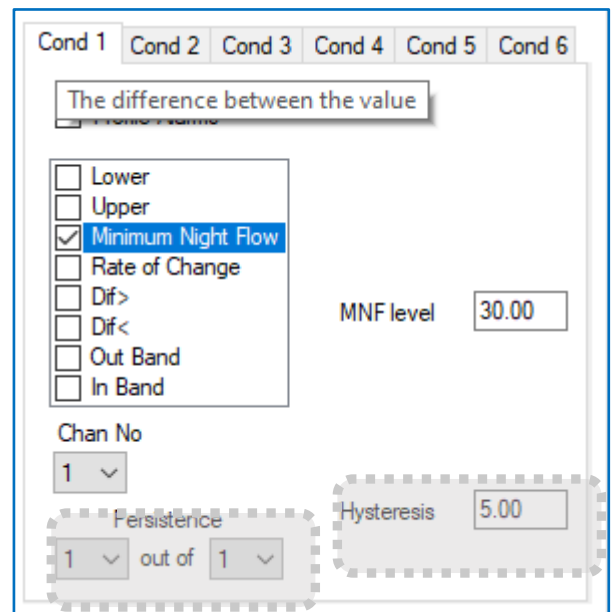 Cond 1 Cond 2 Cond 3 Cond 4 Cond 5 Cond 6
The difference between the value
Lower
Upper
Minimum Night Flow
Rate of Change
Dif>
Dif<
Out Band
In Band
MNF level 30.00
Chan No
1
Hysteresis 5.00
Persistence
1 out of 1